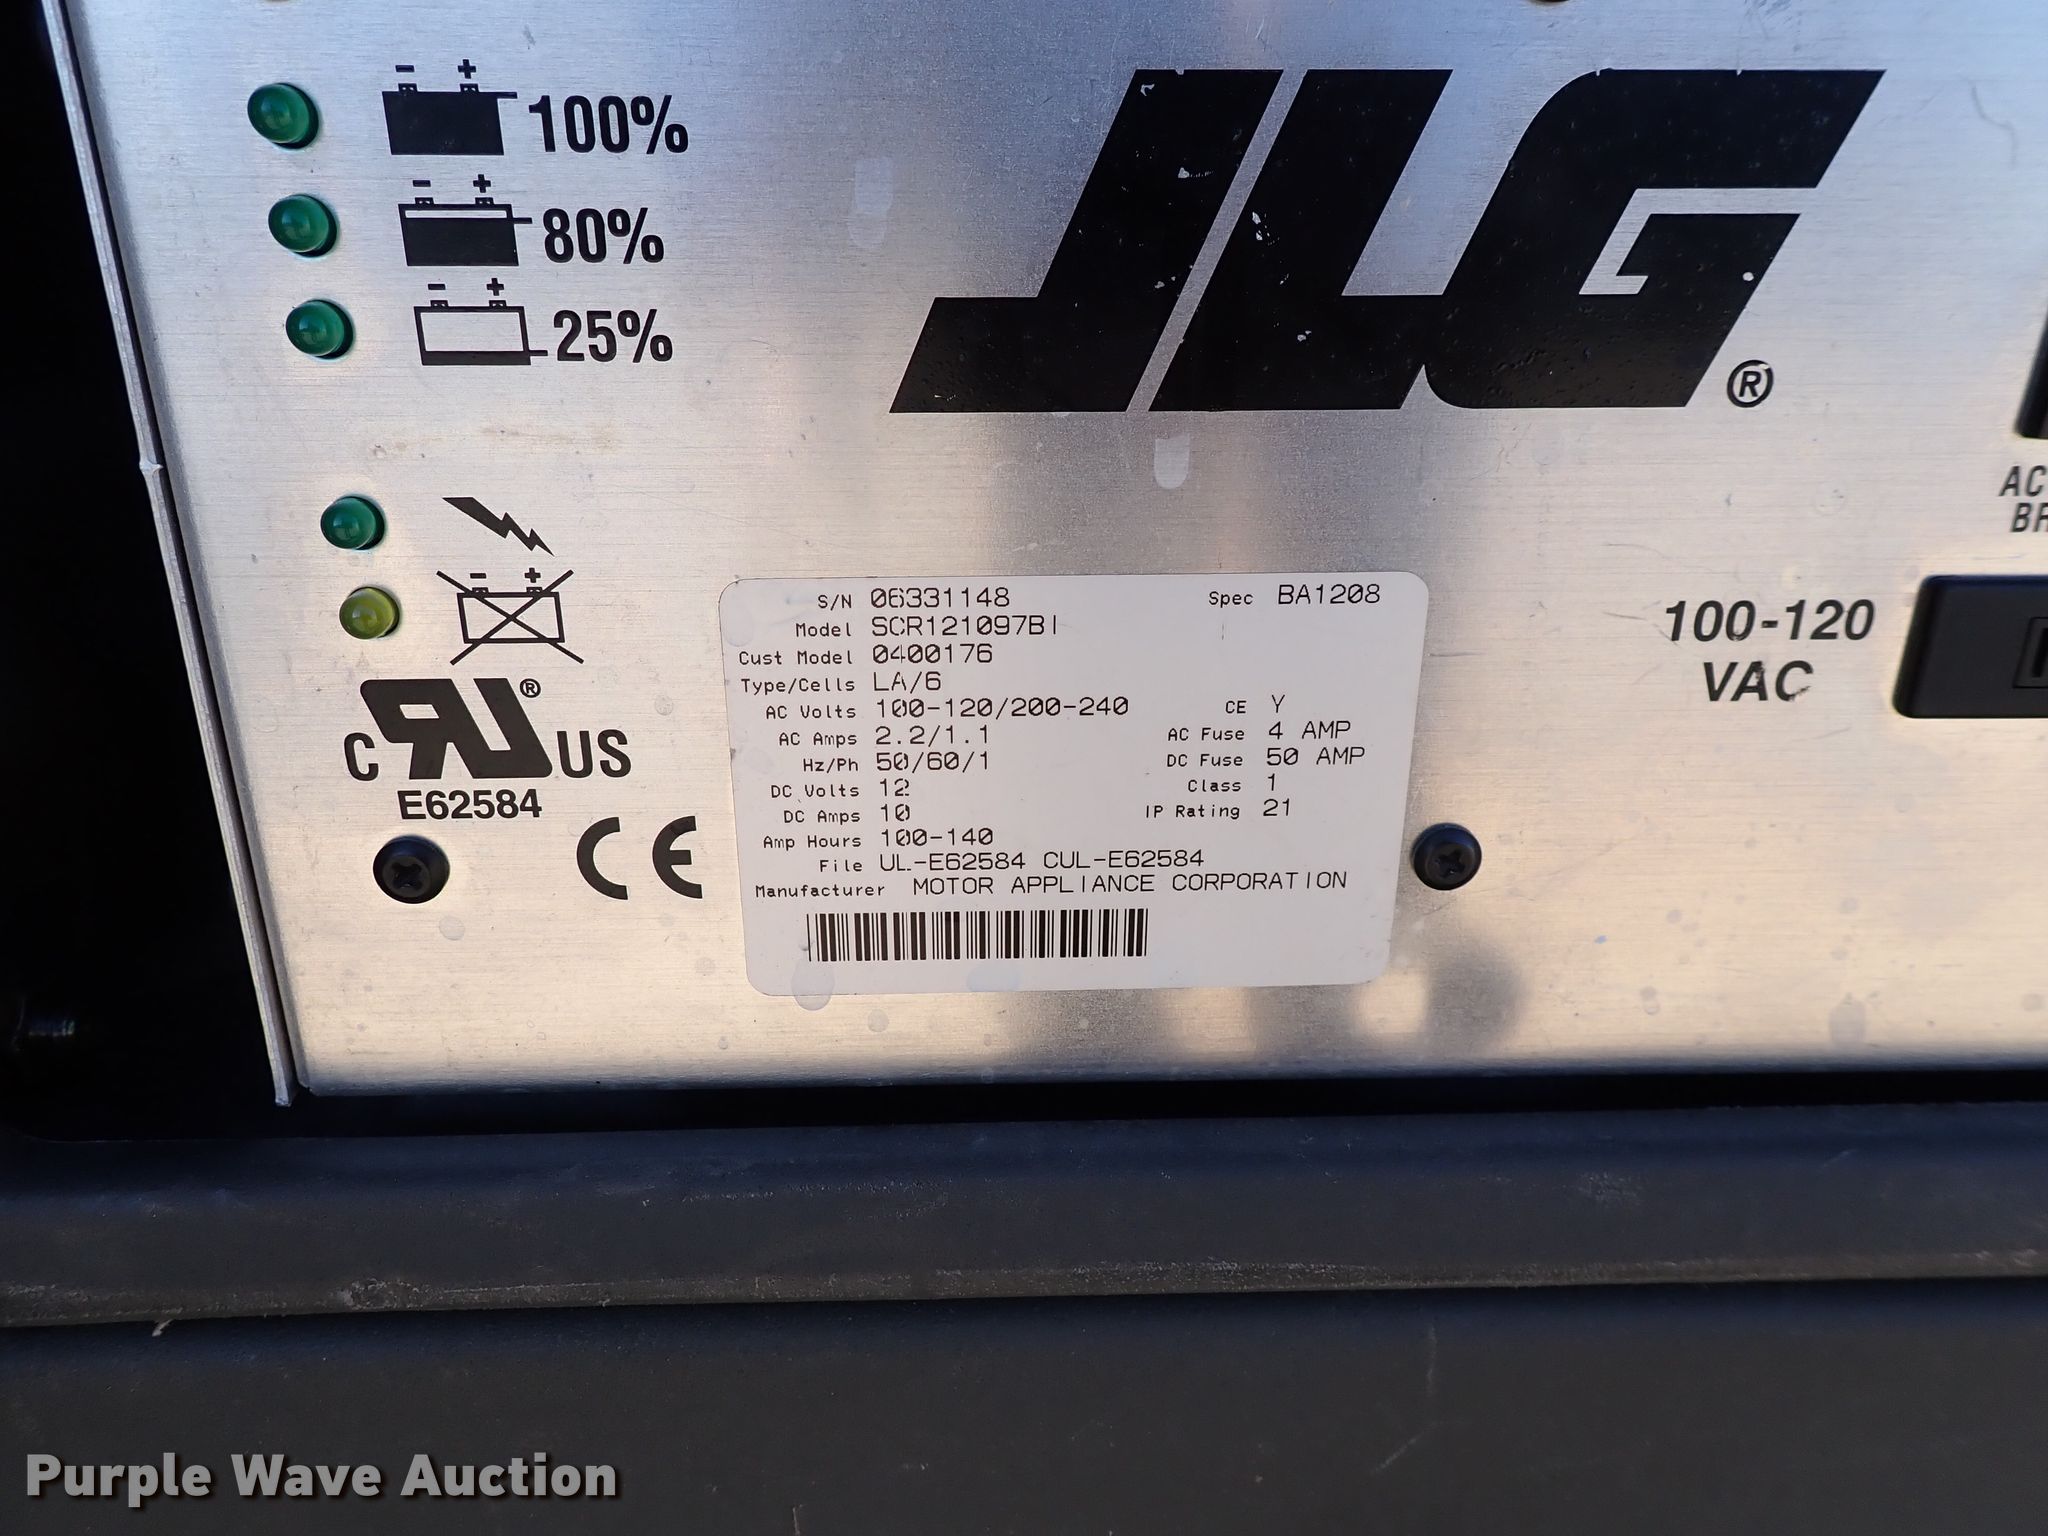 100%
80%
25%
JLG®
AC
BR
100-120
VAC
C RU® US
E62584
CE
S/N 06331148 Spec BA1208
Model SCR121097BI
Cust Model 0400176
Type/Cells LA/6
AC Volts 100-120/200-240 CE Y
AC Amps 2.2/1.1 AC Fuse 4 AMP
Hz/Ph 50/60/1 DC Fuse 50 AMP
DC Volts 12 Class 1
DC Amps 10 IP Rating 21
Amp Hours 100-140
File UL-E62584 CUL-E62584
Manufacturer MOTOR APPLIANCE CORPORATION
Purple Wave Auction